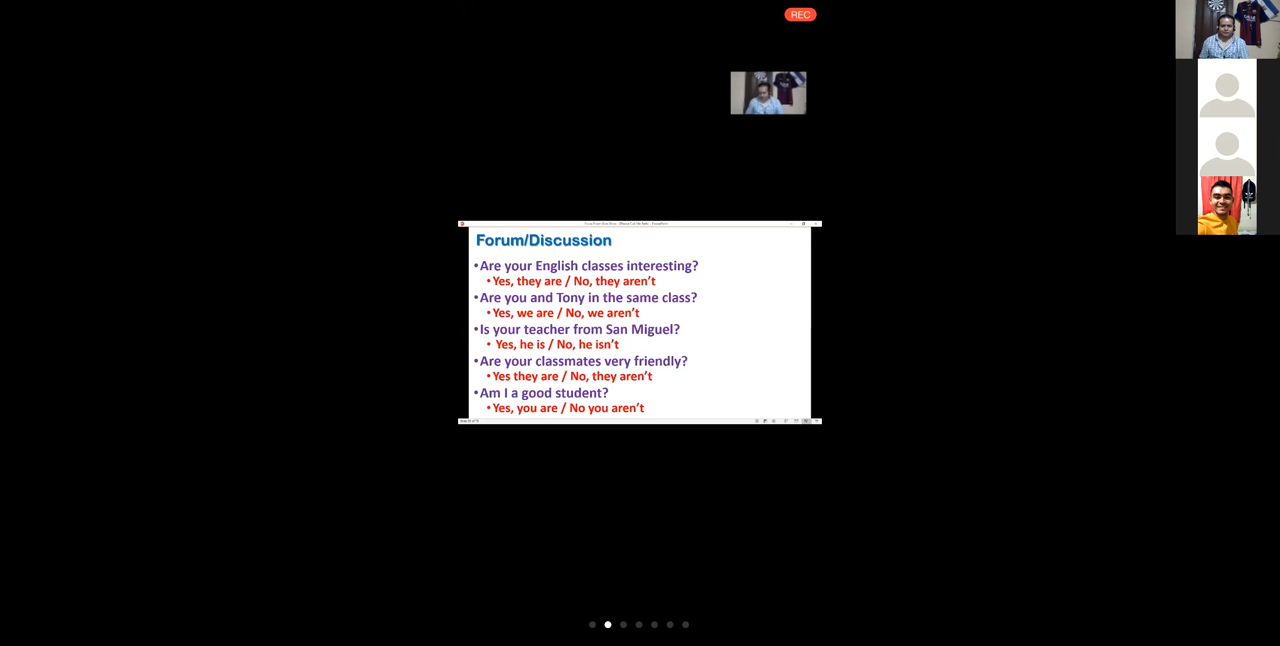 REC
Forum/Discussion
•Are your English classes interesting?
•Yes, they are / No, they aren't
•Are you and Tony in the same class?
•Yes, we are / No, we aren't
•Is your teacher from San Miguel?
• Yes, he is / No, he isn't
•Are your classmates very friendly?
•Yes they are / No, they aren't
•Am I a good student?
•Yes, you are / No you aren't